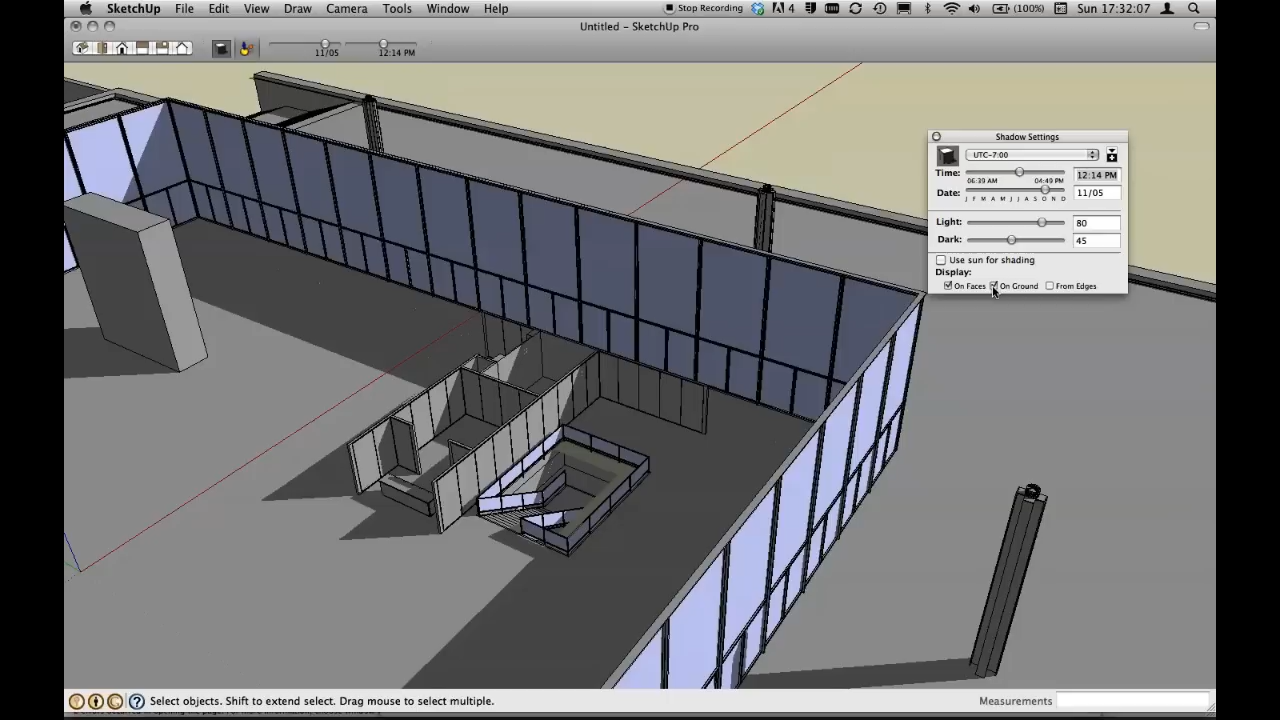 SketchUp File Edit View Draw Camera Tools Window Help Stop Recording 4 (100%) Sun 17:32:07
Untitled - SketchUp Pro
11/05 12:14 PM
Shadow Settings
UTC-7:00
Time: 06:39 AM 04:49 PM 12:14 PM
Date: J F M A M J J A S O N D 11/05
Light: 80
Dark: 45
Use sun for shading
Display:
On Faces On Ground From Edges
Select objects. Shift to extend select. Drag mouse to select multiple. Measurements